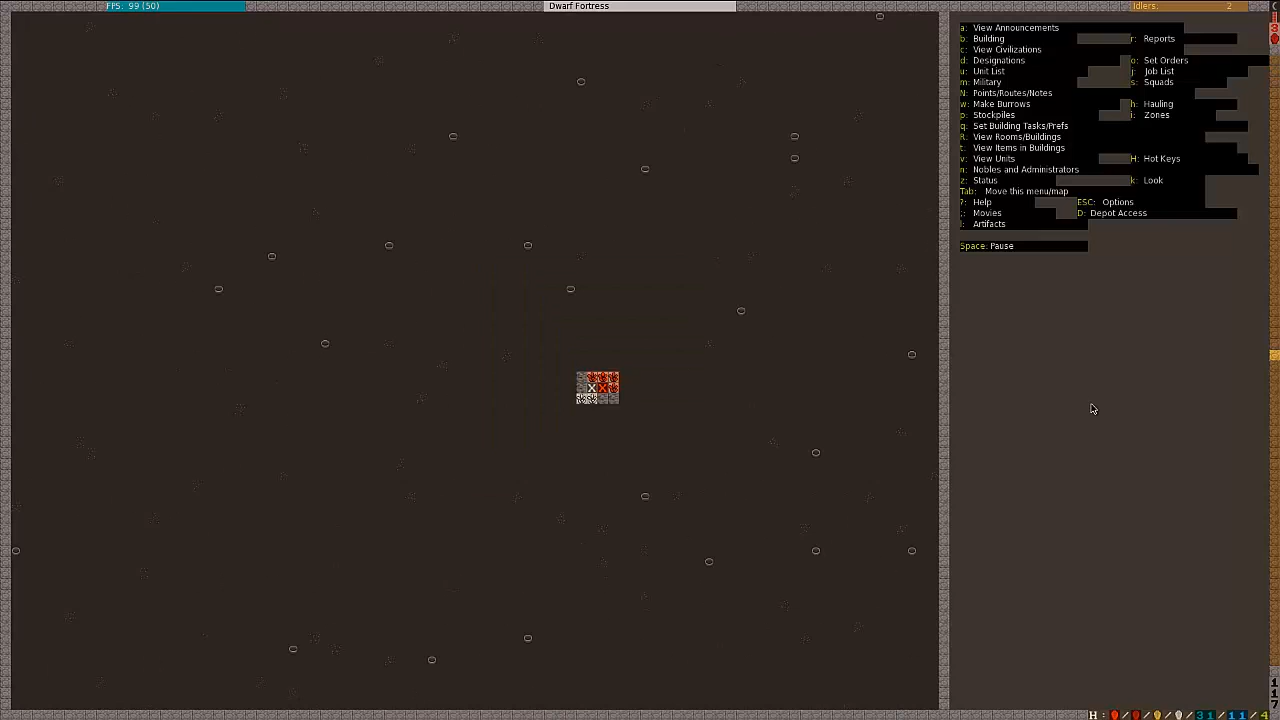 FPS: 99 (50) Dwarf Fortress Idlers: 2
a: View Announcements
b: Building r: Reports
c: View Civilizations
d: Designations o: Set Orders
u: Unit List j: Job List
m: Military s: Squads
N: Points/Routes/Notes
w: Make Burrows h: Hauling
p: Stockpiles i: Zones
q: Set Building Tasks/Prefs
R: View Rooms/Buildings
t: View Items in Buildings
v: View Units H: Hot Keys
n: Nobles and Administrators
z: Status k: Look
Tab: Move this menu/map
?: Help ESC: Options
;: Movies D: Depot Access
l: Artifacts
Space: Pause